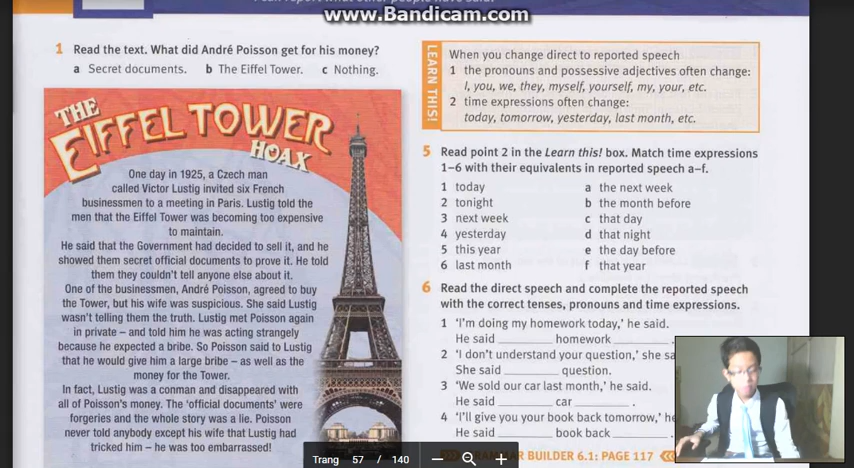 I can report what other people have said.
www.Bandicam.com
1 Read the text. What did André Poisson get for his money?
a Secret documents. b The Eiffel Tower. c Nothing.
THE
EIFFEL TOWER
HOAX
One day in 1925, a Czech man
called Victor Lustig invited six French
businessmen to a meeting in Paris. Lustig told the
men that the Eiffel Tower was becoming too expensive
to maintain.
He said that the Government had decided to sell it, and he
showed them secret official documents to prove it. He told
them they couldn't tell anyone else about it.
One of the businessmen, André Poisson, agreed to buy
the Tower, but his wife was suspicious. She said Lustig
wasn't telling them the truth. Lustig met Poisson again
in private – and told him he was acting strangely
because he expected a bribe. So Poisson said to Lustig
that he would give him a large bribe – as well as the
money for the Tower.
In fact, Lustig was a conman and disappeared with
all of Poisson's money. The 'official documents' were
forgeries and the whole story was a lie. Poisson
never told anybody except his wife that Lustig had
tricked him – he was too embarrassed!
LEARN THIS!
When you change direct to reported speech
1 the pronouns and possessive adjectives often change:
I, you, we, they, myself, yourself, my, your, etc.
2 time expressions often change:
today, tomorrow, yesterday, last month, etc.
5 Read point 2 in the Learn this! box. Match time expressions
1–6 with their equivalents in reported speech a–f.
1 today a the next week
2 tonight b the month before
3 next week c that day
4 yesterday d that night
5 this year e the day before
6 last month f that year
6 Read the direct speech and complete the reported speech
with the correct tenses, pronouns and time expressions.
1 'I'm doing my homework today,' he said.
He said ________ homework ________ .
2 'I don't understand your question,' she sa
She said ________ question.
3 'We sold our car last month,' he said.
He said ________ car ________ .
4 'I'll give you your book back tomorrow,' he
He said ________ book back ________ .
GRAMMAR BUILDER 6.1: PAGE 117
Trang 57 / 140